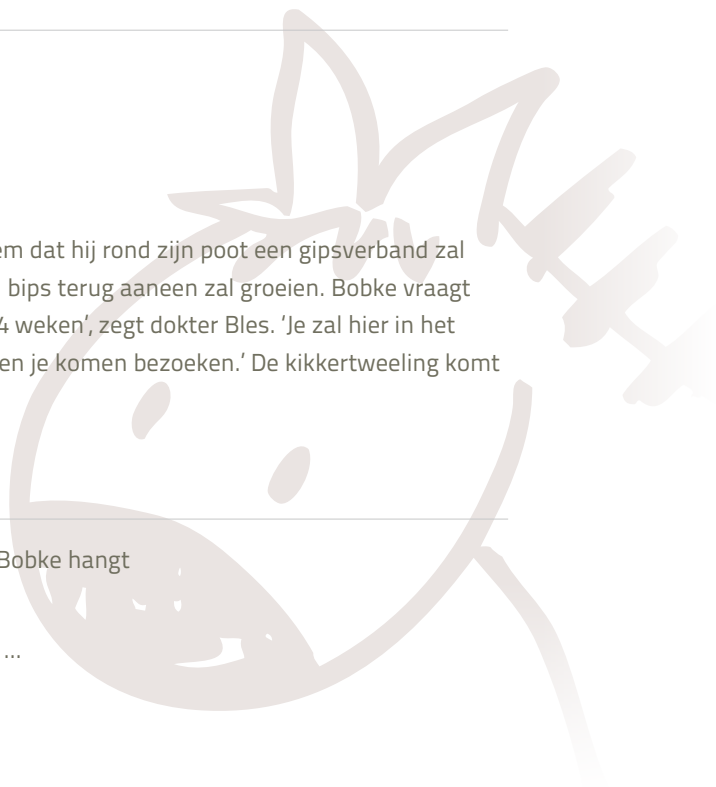 dat hij rond zijn poot een gipsverband zal
bips terug aaneen zal groeien. Bobke vraagt
4 weken’, zegt dokter Bles. ‘Je zal hier in het
en je komen bezoeken.’ De kikkertweeling komt
Bobke hangt
...